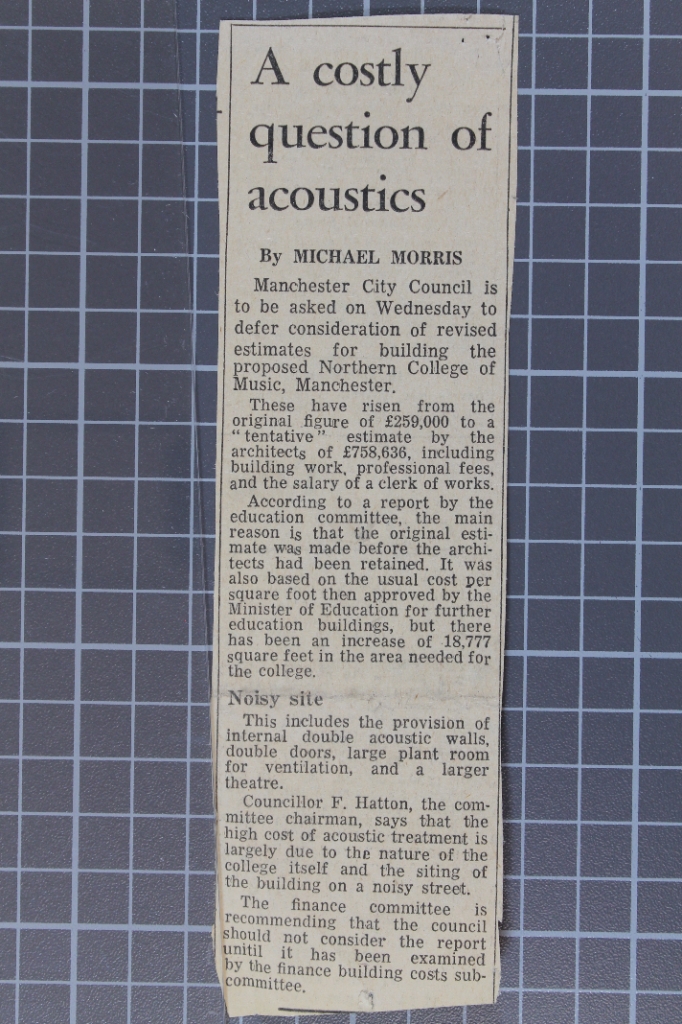 A costly
question of
acoustics
By MICHAEL MORRIS
Manchester City Council is
to be asked on Wednesday to
defer consideration of revised
estimates for building the
proposed Northern College of
Music, Manchester.
These have risen from the
original figure of £259,000 to a
"tentative" estimate by the
architects of £758,636, including
building work, professional fees,
and the salary of a clerk of works.
According to a report by the
education committee, the main
reason is that the original esti-
mate was made before the archi-
tects had been retained. It was
also based on the usual cost per
square foot then approved by the
Minister of Education for further
education buildings, but there
has been an increase of 18,777
square feet in the area needed for
the college.
Noisy site
This includes the provision of
internal double acoustic walls,
double doors, large plant room
for ventilation, and a larger
theatre.
Councillor F. Hatton, the com-
mittee chairman, says that the
high cost of acoustic treatment is
largely due to the nature of the
college itself and the siting of
the building on a noisy street.
The finance committee is
recommending that the council
should not consider the report
unitil it has been examined
by the finance building costs sub-
committee.